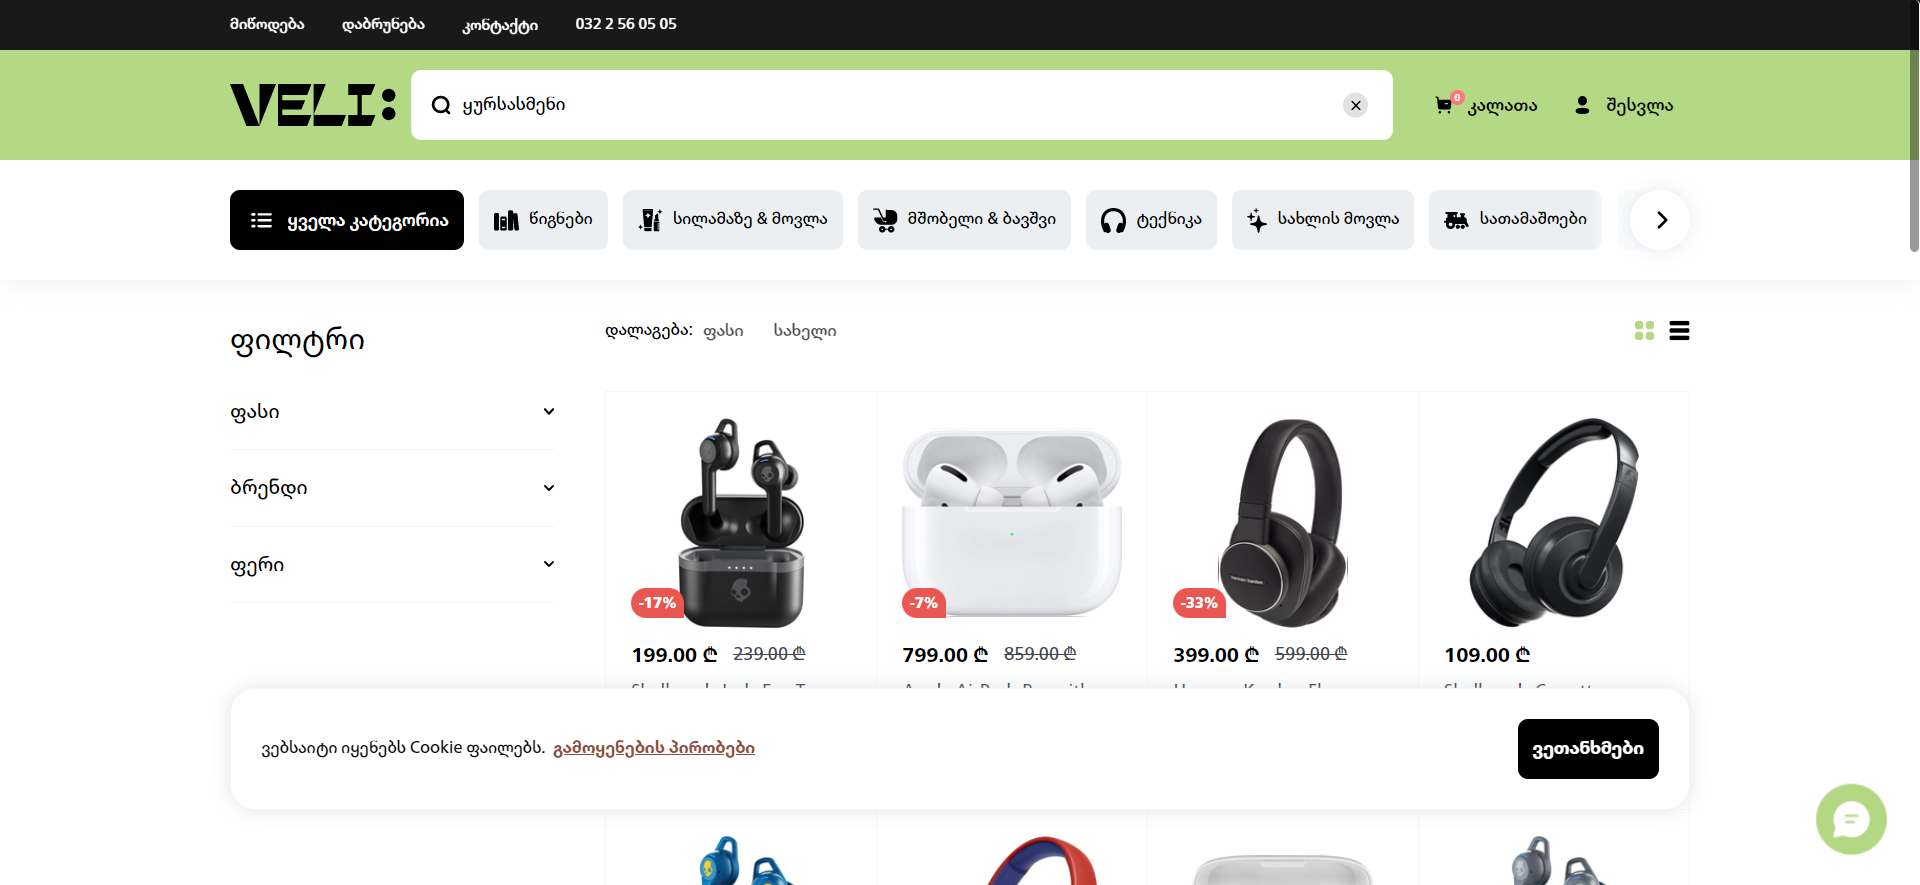 მიწოდება დაბრუნება კონტაქტი 032 2 56 05 05
VELI:
ყურსასმენი
0 კალათა შესვლა
ყველა კატეგორია წიგნები სილამაზე & მოვლა მშობელი & ბავშვი ტექნიკა სახლის მოვლა სათამაშოები
ფილტრი
ფასი
ბრენდი
ფერი
დალაგება: ფასი სახელი
-17% -7% -33%
199.00 ₾ 239.00 ₾ 799.00 ₾ 859.00 ₾ 399.00 ₾ 599.00 ₾ 109.00 ₾
ვებსაიტი იყენებს Cookie ფაილებს. გამოყენების პირობები
ვეთანხმები